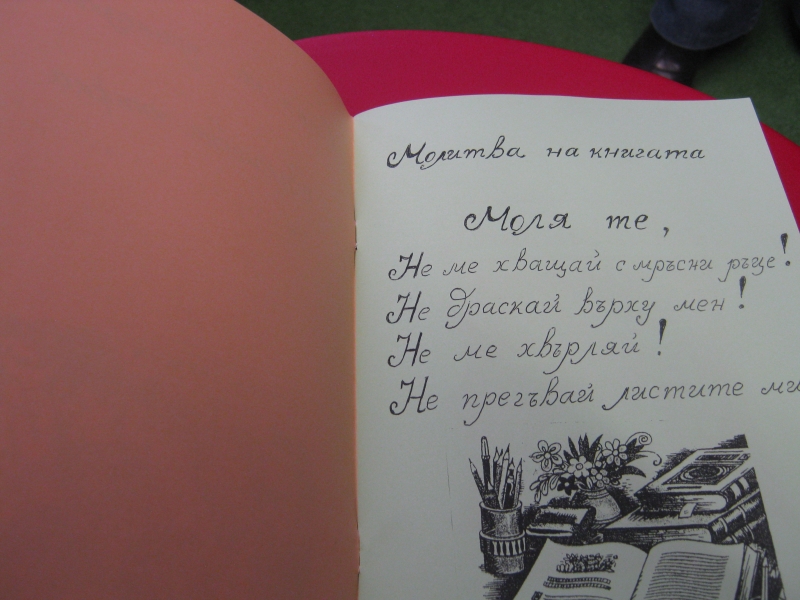 Молитва на книгата
Моля те,
Не ме хващай с мръсни ръце!
Не драскай върху мен!
Не ме хвърляй!
Не прегъвай листите ми